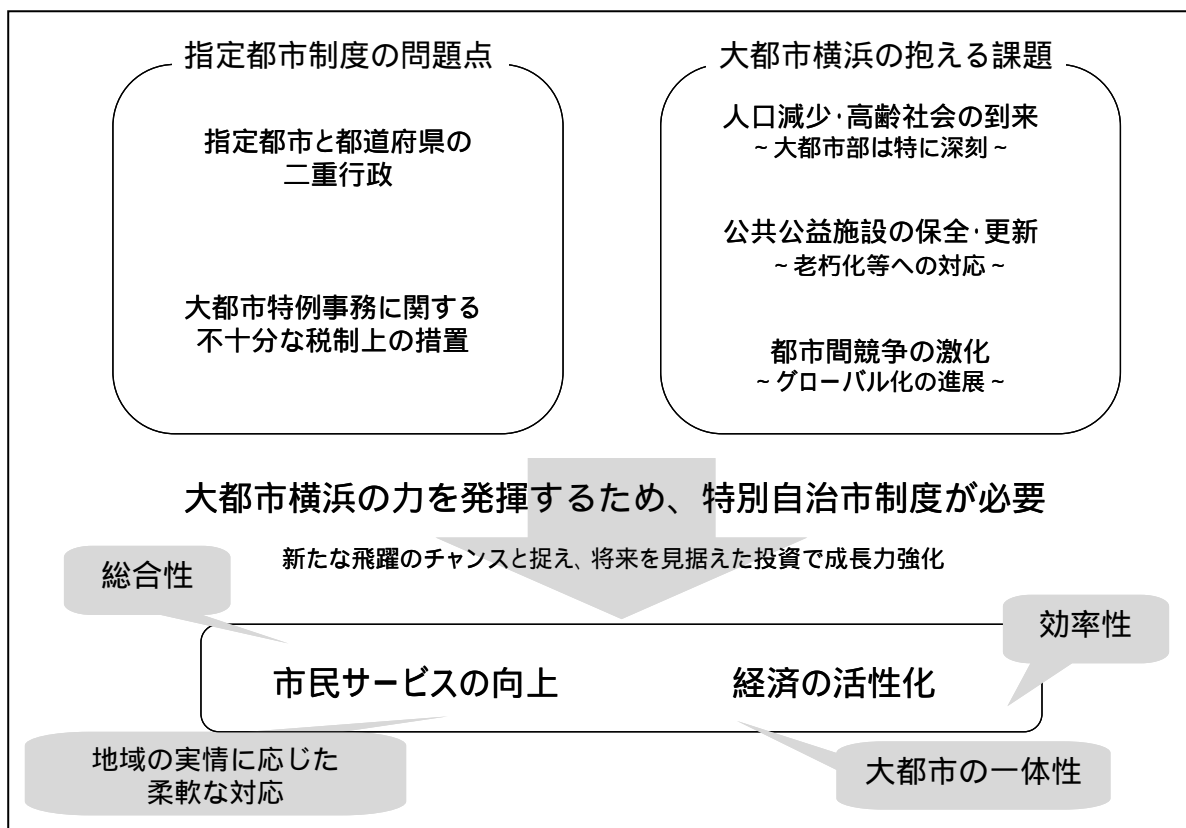 指定都市制度の問題点
指定都市と都道府県の
二重行政
大都市特例事務に関する
不十分な税制上の措置
大都市横浜の抱える課題
人口減少・高齢社会の到来
~大都市部は特に深刻~
公共公益施設の保全・更新
~老朽化等への対応~
都市間競争の激化
~グローバル化の進展~
大都市横浜の力を発揮するため、特別自治市制度が必要
新たな飛躍のチャンスと捉え、将来を見据えた投資で成長力強化
総合性
効率性
市民サービスの向上
経済の活性化
地域の実情に応じた
柔軟な対応
大都市の一体性